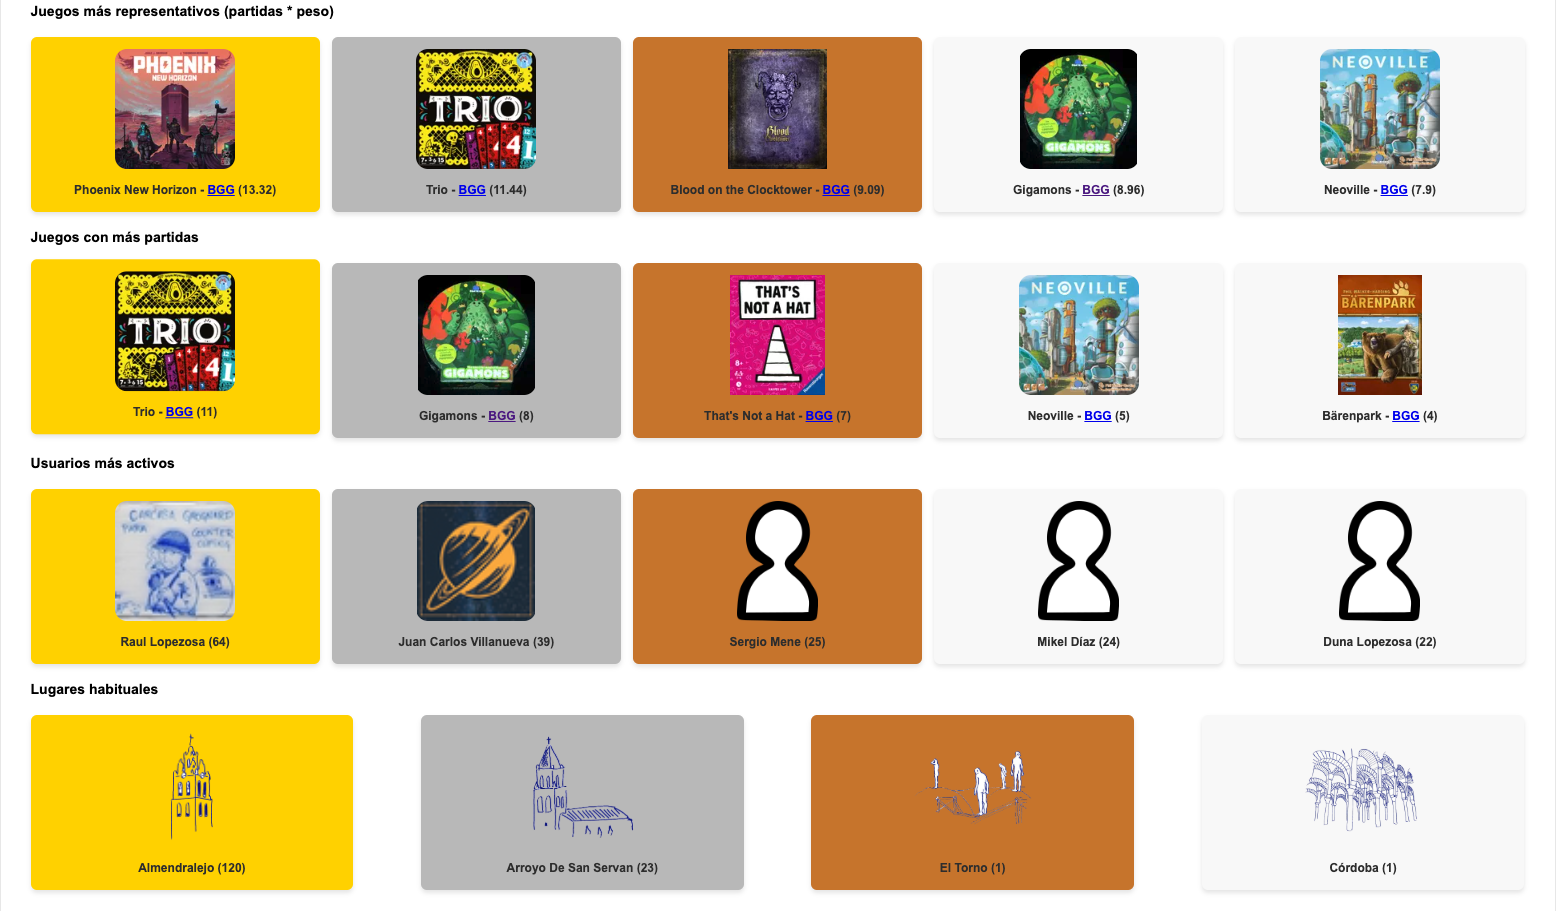 Juegos más representativos (partidas * peso)
PHOENIX
NEW HORIZON
TRIO
Blood
NEOVILLE
GIGAMONS
Phoenix New Horizon - BGG (13.32)
Trio - BGG (11.44)
Blood on the Clocktower - BGG (9.09)
Gigamons - BGG (8.96)
Neoville - BGG (7.9)
Juegos con más partidas
TRIO
GIGAMONS
THAT'S
NOT A HAT
NEOVILLE
BÄRENPARK
Trio - BGG (11)
Gigamons - BGG (8)
That's Not a Hat - BGG (7)
Neoville - BGG (5)
Bärenpark - BGG (4)
Usuarios más activos
Raul Lopezosa (64)
Juan Carlos Villanueva (39)
Sergio Mene (25)
Mikel Díaz (24)
Duna Lopezosa (22)
Lugares habituales
Almendralejo (120)
Arroyo De San Servan (23)
El Torno (1)
Córdoba (1)